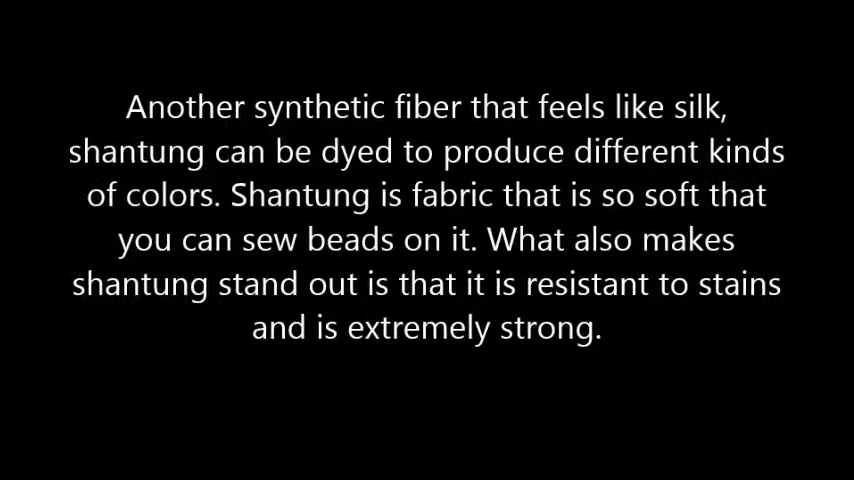 Another synthetic fiber that feels like silk,
shantung can be dyed to produce different kinds
of colors. Shantung is fabric that is so soft that
you can sew beads on it. What also makes
shantung stand out is that it is resistant to stains
and is extremely strong.